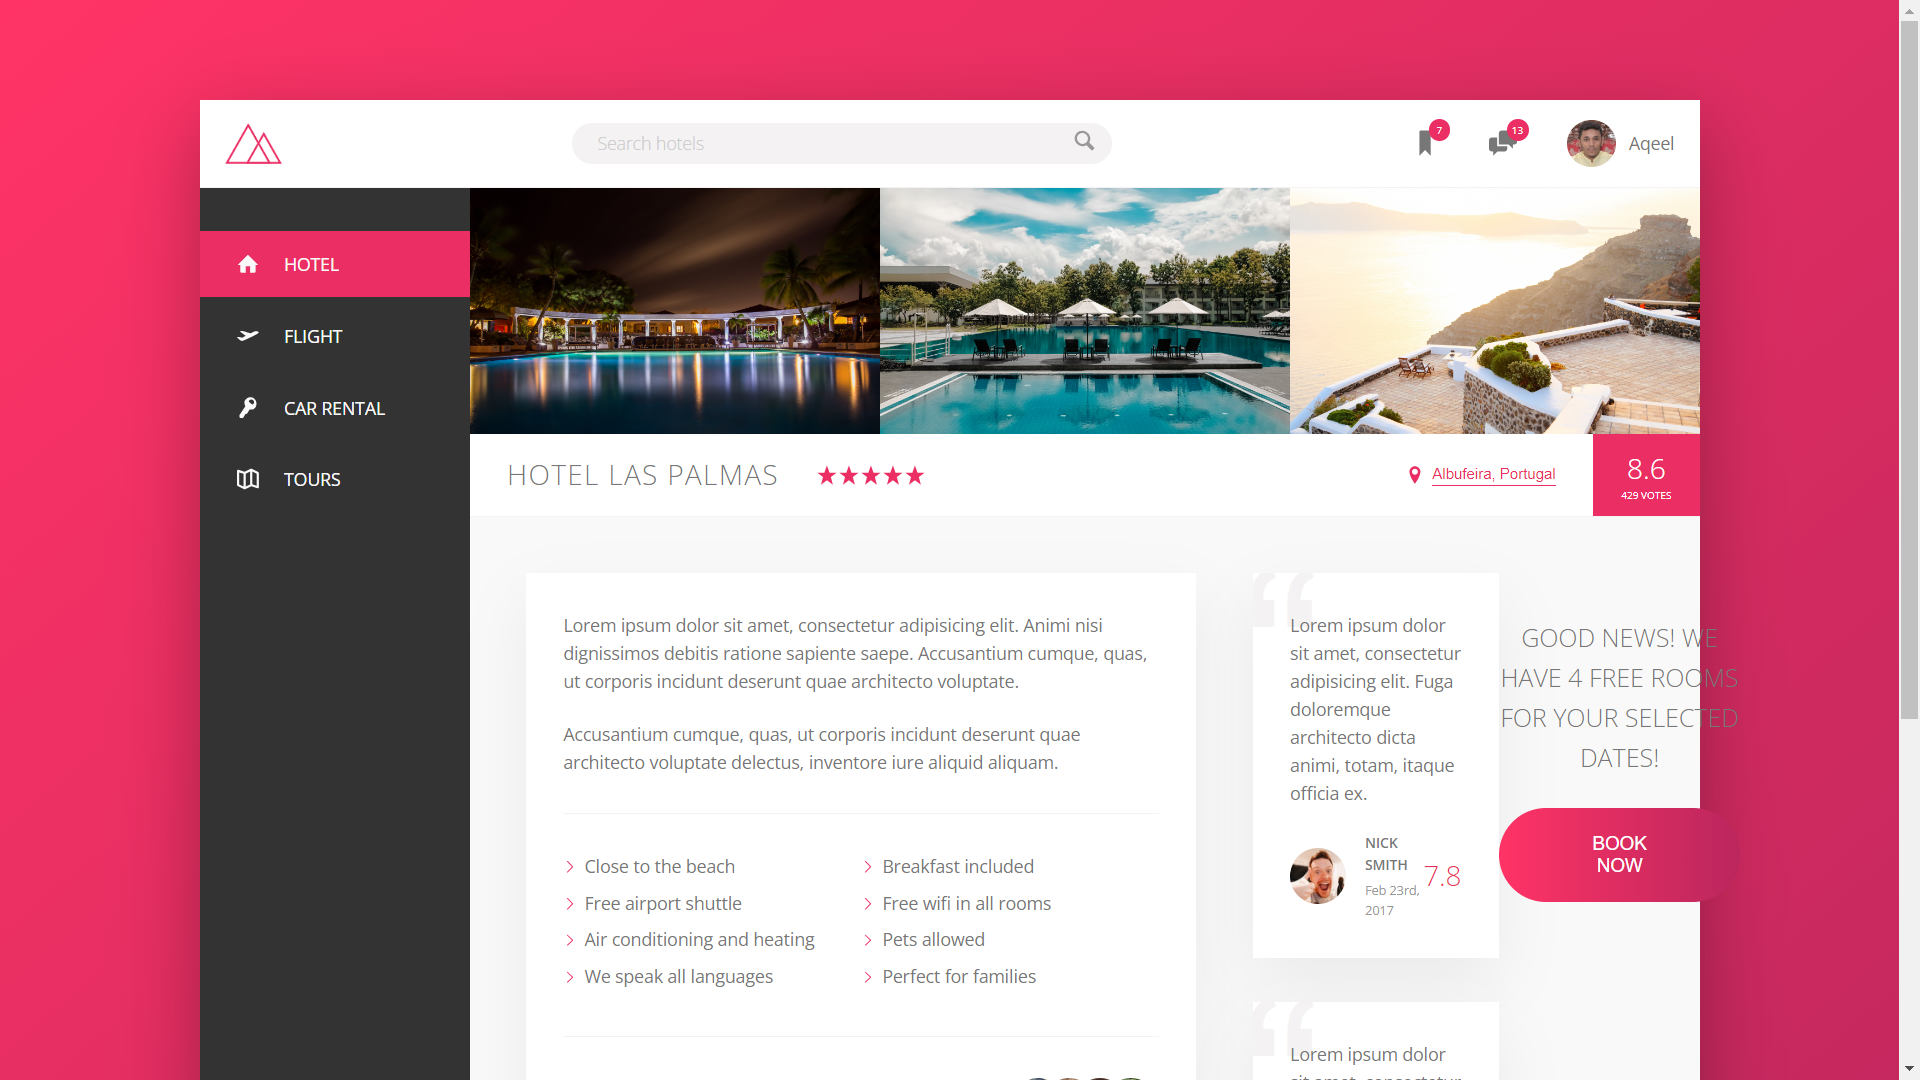 Search hotels
7
13
Aqeel
HOTEL
FLIGHT
CAR RENTAL
TOURS
HOTEL LAS PALMAS
Albufeira, Portugal
8.6
429 VOTES
Lorem ipsum dolor sit amet, consectetur adipisicing elit. Animi nisi
dignissimos debitis ratione sapiente saepe. Accusantium cumque, quas,
ut corporis incidunt deserunt quae architecto voluptate.
Accusantium cumque, quas, ut corporis incidunt deserunt quae
architecto voluptate delectus, inventore iure aliquid aliquam.
Close to the beach
Free airport shuttle
Air conditioning and heating
We speak all languages
Breakfast included
Free wifi in all rooms
Pets allowed
Perfect for families
“
Lorem ipsum dolor
sit amet, consectetur
adipisicing elit. Fuga
doloremque
architecto dicta
animi, totam, itaque
officia ex.
NICK
SMITH
Feb 23rd,
2017
7.8
“
Lorem ipsum dolor
sit amet, consectetur
GOOD NEWS! WE
HAVE 4 FREE ROOMS
FOR YOUR SELECTED
DATES!
BOOK
NOW